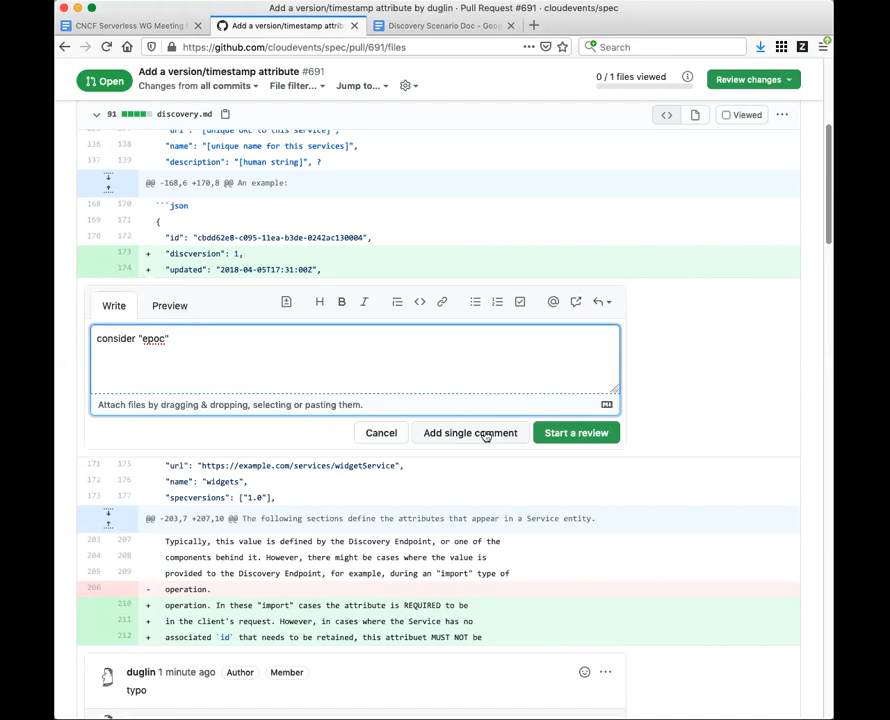 Add a version/timestamp attribute by duglin · Pull Request #691
CNCF Serverless WG Meeting
Add a version/timestamp attribute
Discovery Scenario Doc - Goog
https://github.com/cloudevents/spec/pull/691/files
Search
Open
Add a version/timestamp attribute #691
Changes from all commits
File filter...
Jump to...
0 / 1 files viewed
Review changes
91
discovery.md
Viewed
"url": "[unique URL to this service]",
136 138 "name": "[unique name for this services]",
137 139 "description": "[human string]", ?
@@ -168,6 +170,8 @@ An example:
168 170 ```json
169 171 {
170 172 "id": "cbdd62e8-c095-11ea-b3de-0242ac130004",
173 + "discversion": 1,
174 + "updated": "2018-04-05T17:31:00Z",
Write
Preview
consider "epoc"
Attach files by dragging & dropping, selecting or pasting them.
Cancel
Add single comment
Start a review
171 175 "url": "https://example.com/services/widgetService",
172 176 "name": "widgets",
173 177 "specversions": ["1.0"],
@@ -203,7 +207,10 @@ The following sections define the attributes that appear in a Service entity.
203 207 Typically, this value is defined by the Discovery Endpoint, or one of the
204 208 components behind it. However, there might be cases where the value is
205 209 provided to the Discovery Endpoint, for example, during an "import" type of
206 - operation.
210 + operation. In these "import" cases the attribute is REQUIRED to be
211 + in the client's request. However, in cases where the Service has no
212 + associated `id` that needs to be retained, this attribuet MUST NOT be
duglin 1 minute ago Author Member
typo